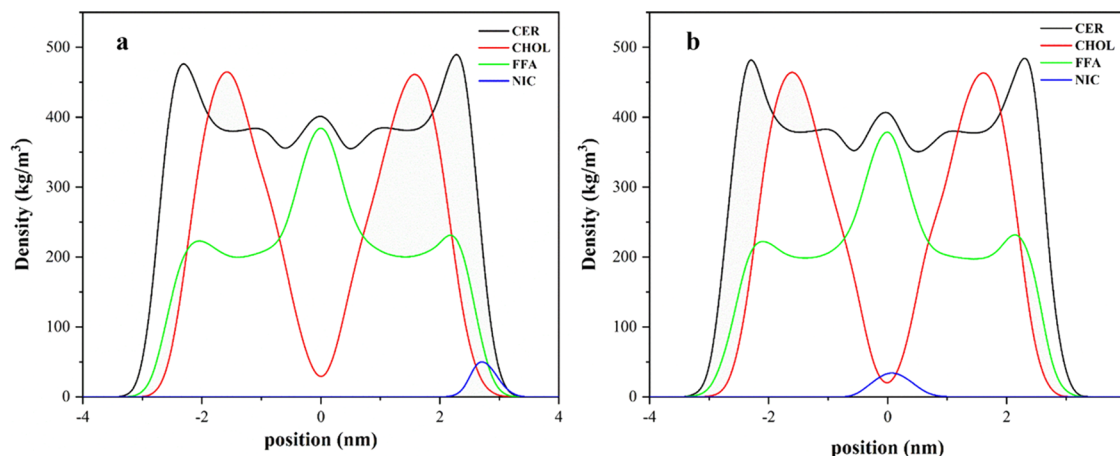 a
CER
CHOL
FFA
NIC
500
400
300
200
100
0
Density (kg/m³)
-4
-2
0
2
4
position (nm)
b
CER
CHOL
FFA
NIC
500
400
300
200
100
0
Density (kg/m³)
-4
-2
0
2
position (nm)